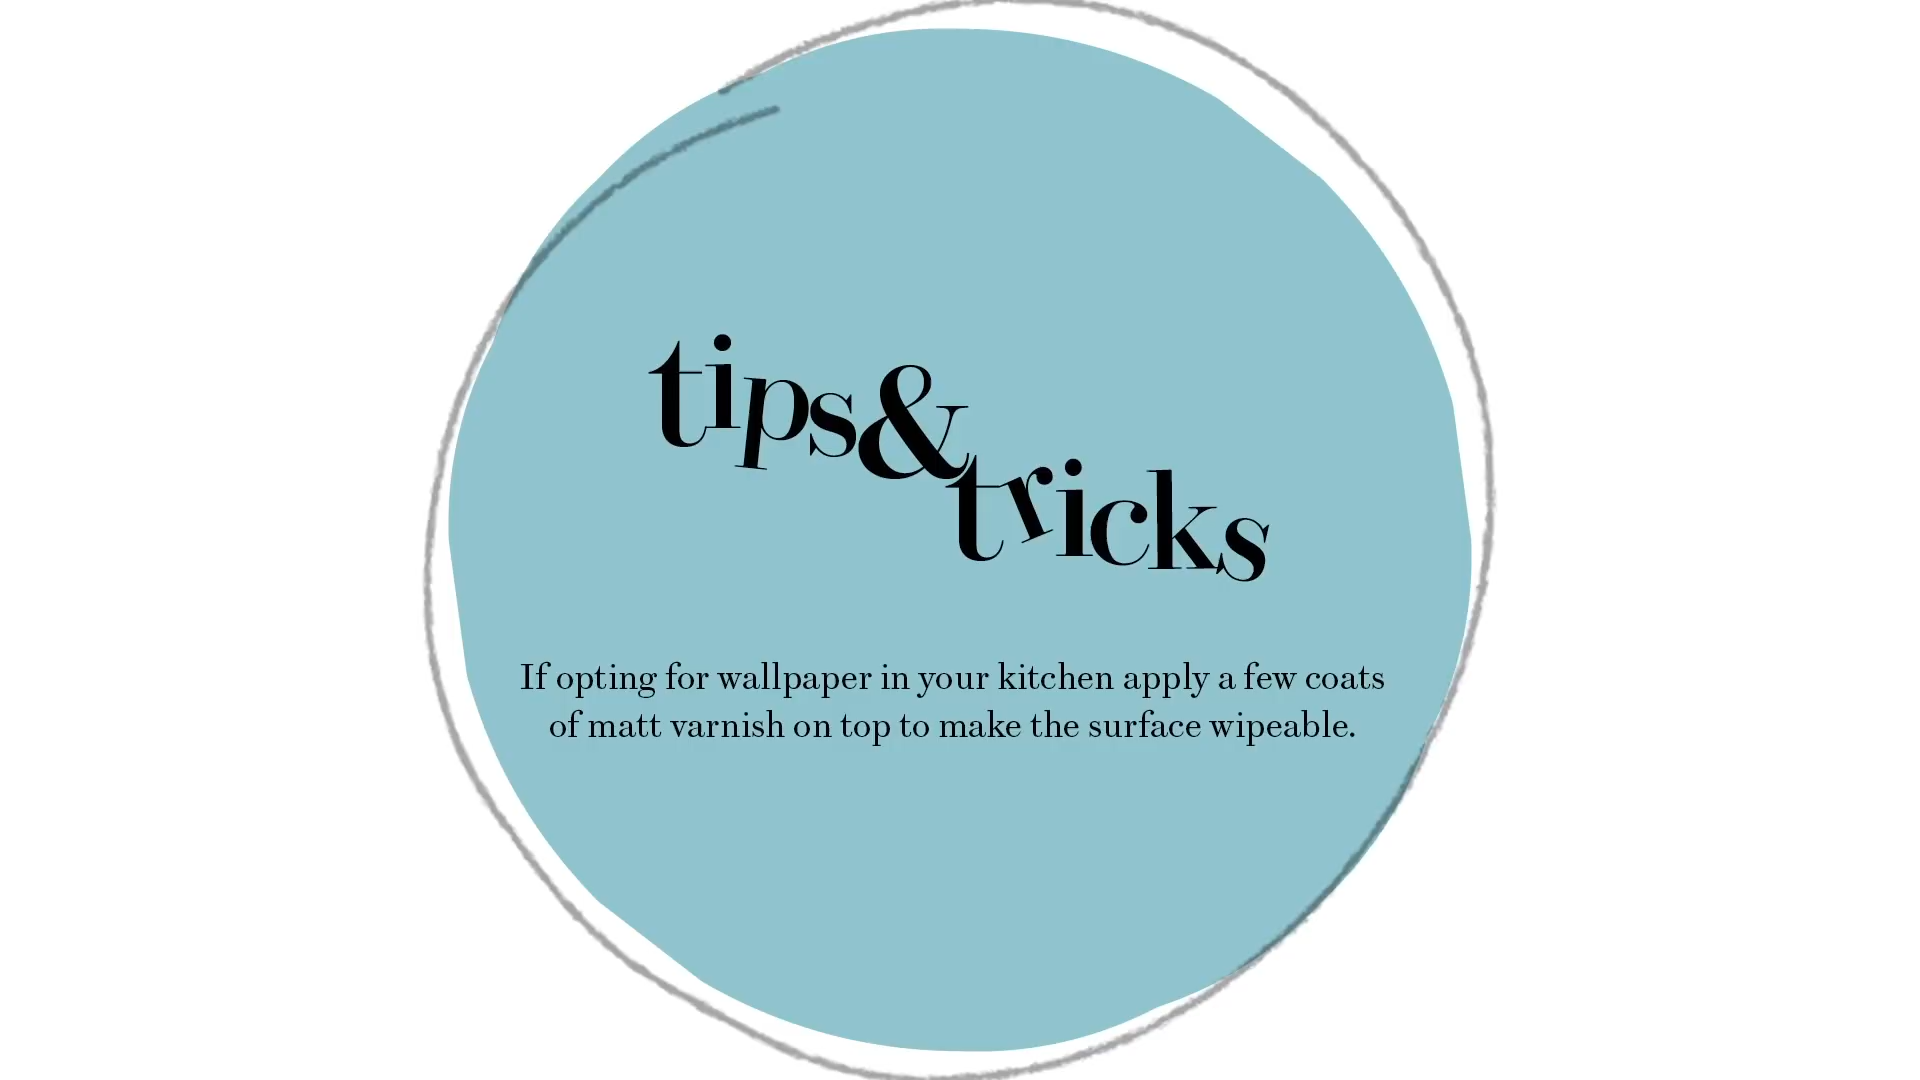 tips&
tricks
If opting for wallpaper in your kitchen apply a few coats
of matt varnish on top to make the surface wipeable.